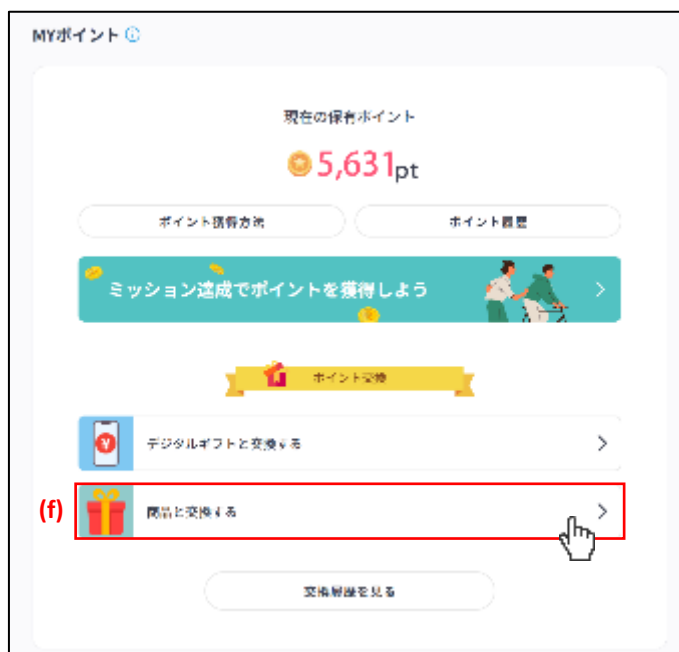 MYポイント
現在の保有ポイント
5,631pt
ポイント獲得方法
ポイント履歴
ミッション達成でポイントを獲得しよう
ポイント交換
デジタルギフトと交換する
(f)
商品と交換する
交換履歴を見る